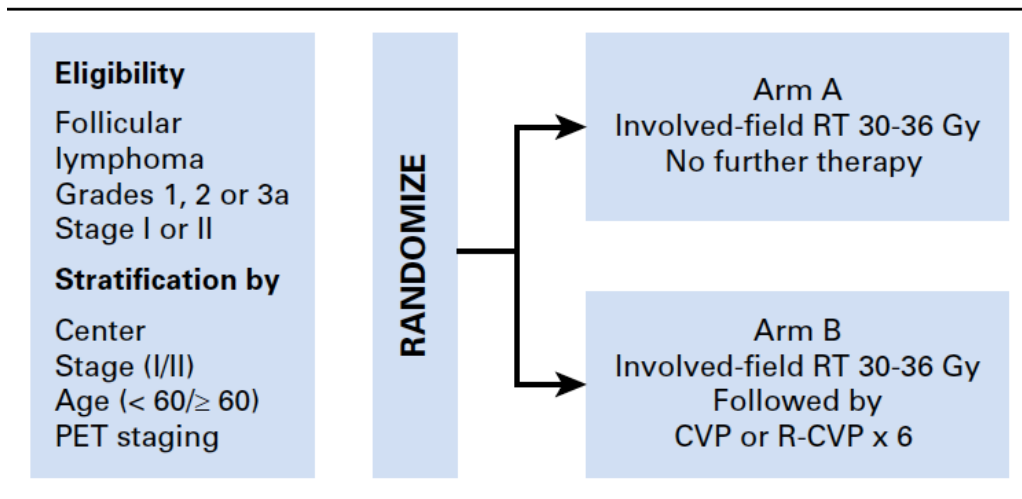 Eligibility
Follicular
lymphoma
Grades 1, 2 or 3a
Stage I or II
Stratification by
Center
Stage (I/II)
Age (< 60/≥ 60)
PET staging
RANDOMIZE
Arm A
Involved-field RT 30-36 Gy
No further therapy
Arm B
Involved-field RT 30-36 Gy
Followed by
CVP or R-CVP x 6